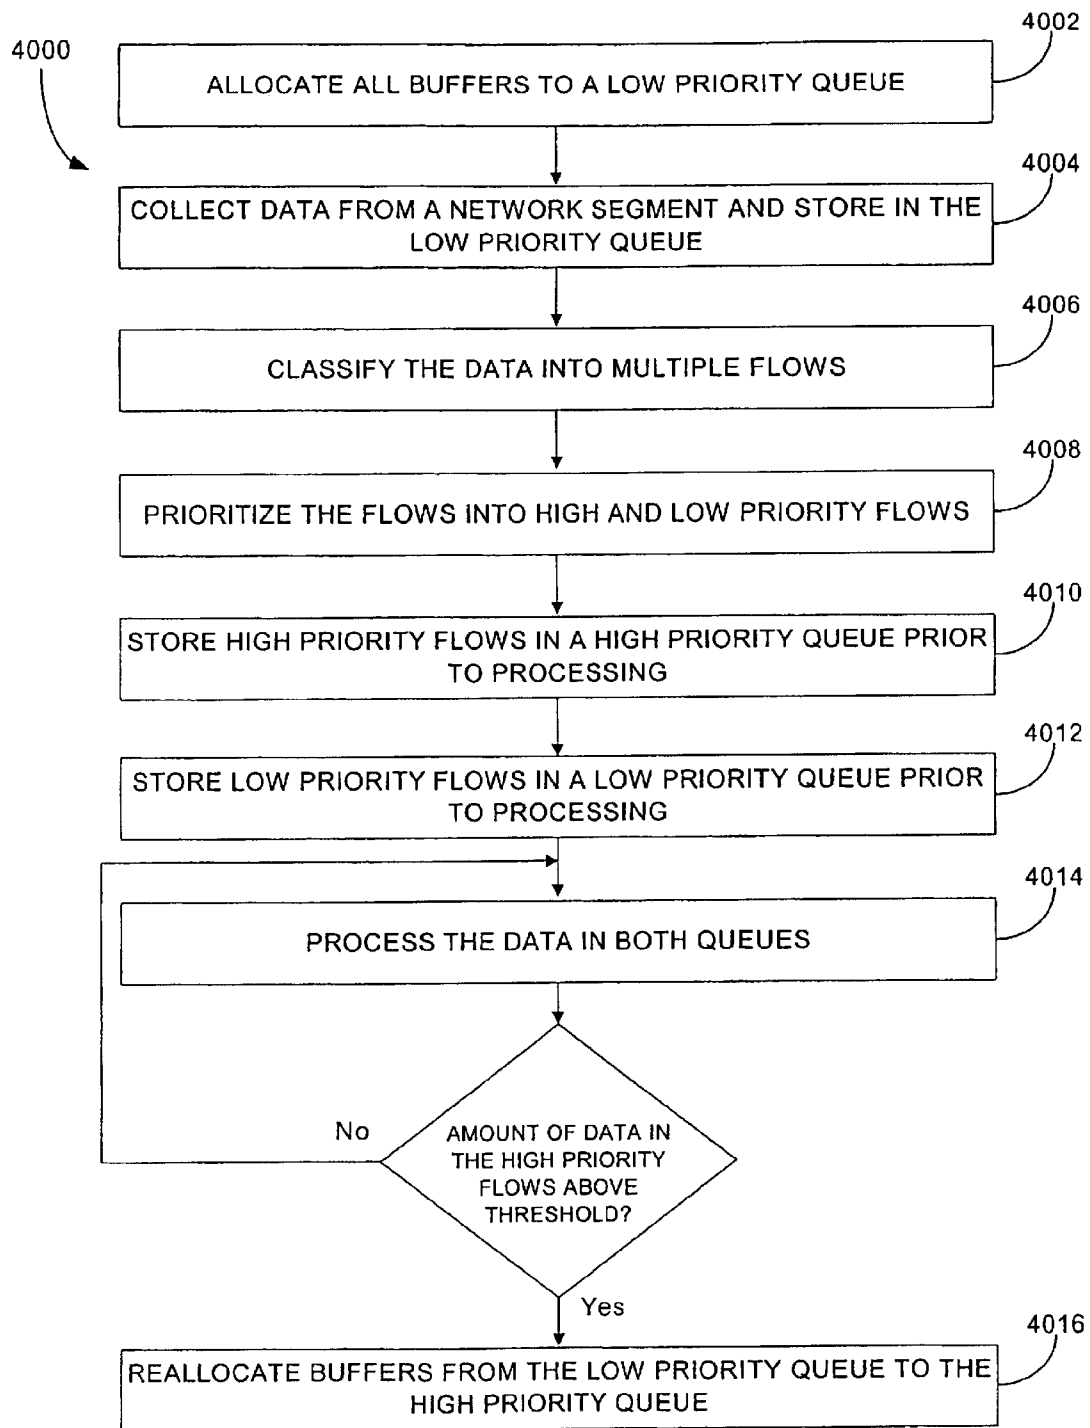 4000
4002
ALLOCATE ALL BUFFERS TO A LOW PRIORITY QUEUE
4004
COLLECT DATA FROM A NETWORK SEGMENT AND STORE IN THE
LOW PRIORITY QUEUE
4006
CLASSIFY THE DATA INTO MULTIPLE FLOWS
4008
PRIORITIZE THE FLOWS INTO HIGH AND LOW PRIORITY FLOWS
4010
STORE HIGH PRIORITY FLOWS IN A HIGH PRIORITY QUEUE PRIOR
TO PROCESSING
4012
STORE LOW PRIORITY FLOWS IN A LOW PRIORITY QUEUE PRIOR
TO PROCESSING
4014
PROCESS THE DATA IN BOTH QUEUES
No
AMOUNT OF DATA IN
THE HIGH PRIORITY
FLOWS ABOVE
THRESHOLD?
Yes
4016
REALLOCATE BUFFERS FROM THE LOW PRIORITY QUEUE TO THE
HIGH PRIORITY QUEUE